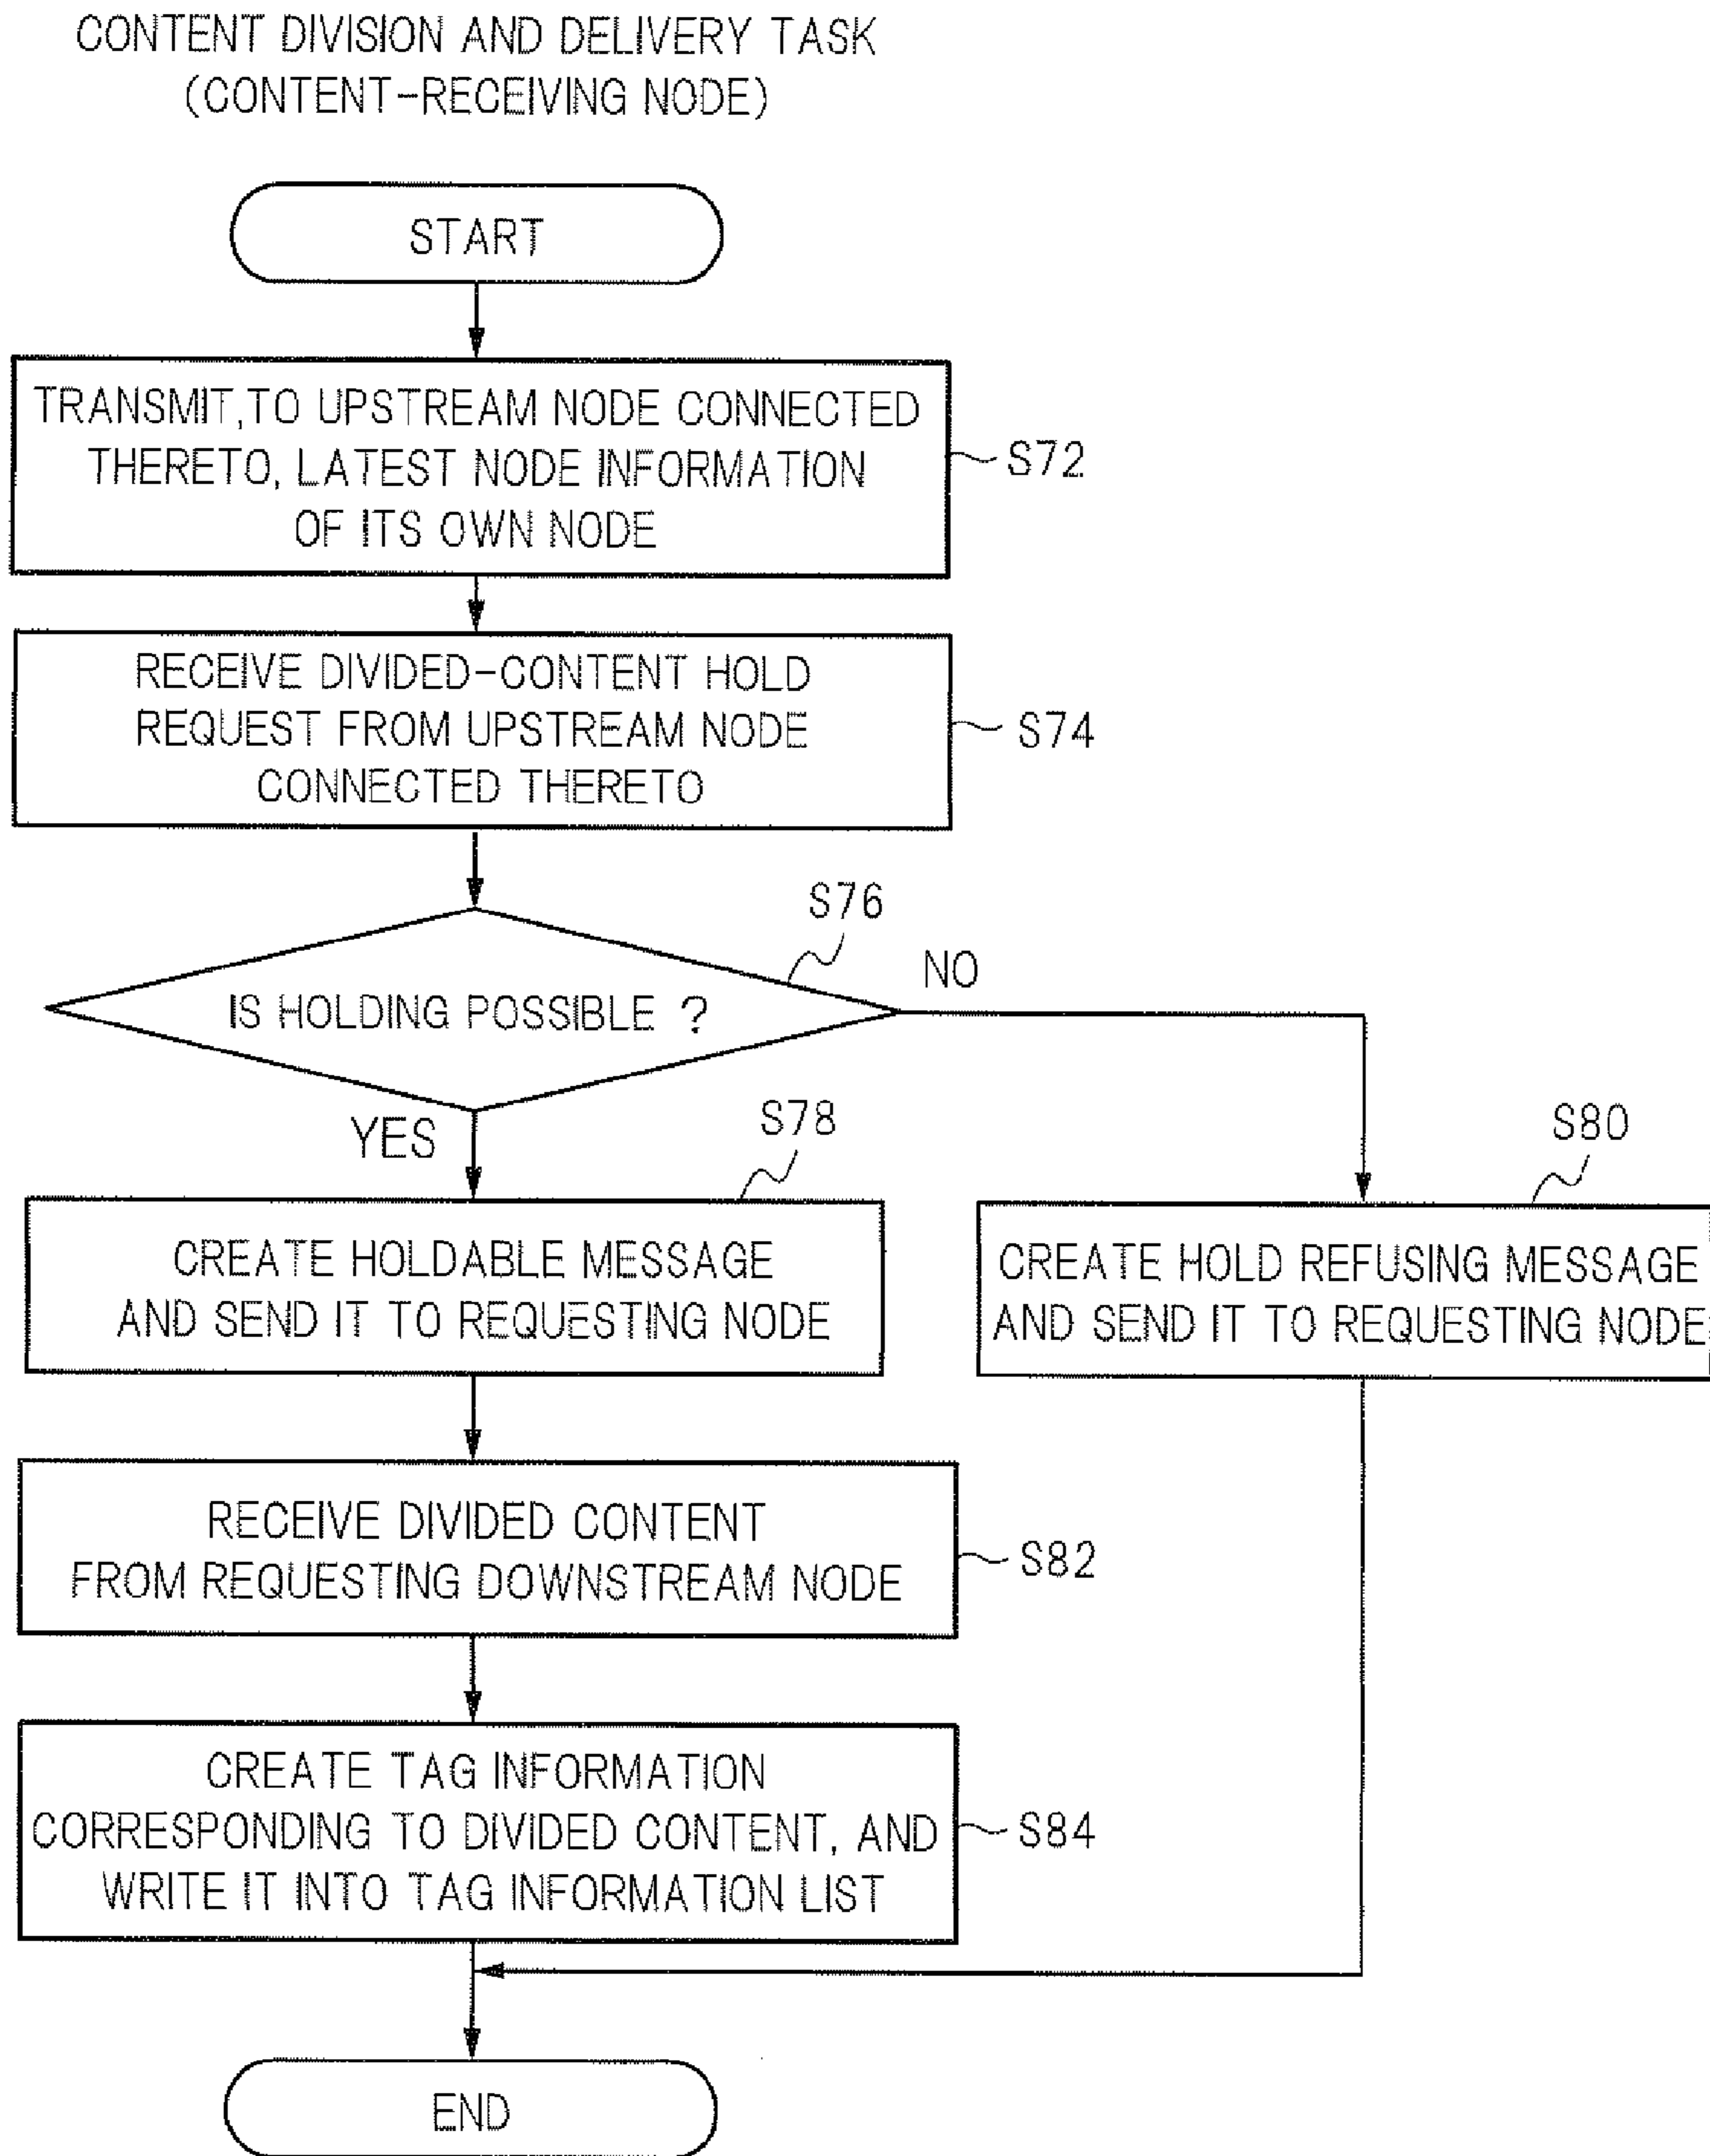 CONTENT DIVISION AND DELIVERY TASK
(CONTENT-RECEIVING NODE)
START
TRANSMIT,TO UPSTREAM NODE CONNECTED
THERETO, LATEST NODE INFORMATION
OF ITS OWN NODE
S72
RECEIVE DIVIDED-CONTENT HOLD
REQUEST FROM UPSTREAM NODE
CONNECTED THERETO
S74
S76
IS HOLDING POSSIBLE ?
NO
YES
S78
CREATE HOLDABLE MESSAGE
AND SEND IT TO REQUESTING NODE
S80
CREATE HOLD REFUSING MESSAGE
AND SEND IT TO REQUESTING NODE
RECEIVE DIVIDED CONTENT
FROM REQUESTING DOWNSTREAM NODE
S82
CREATE TAG INFORMATION
CORRESPONDING TO DIVIDED CONTENT, AND
WRITE IT INTO TAG INFORMATION LIST
S84
END